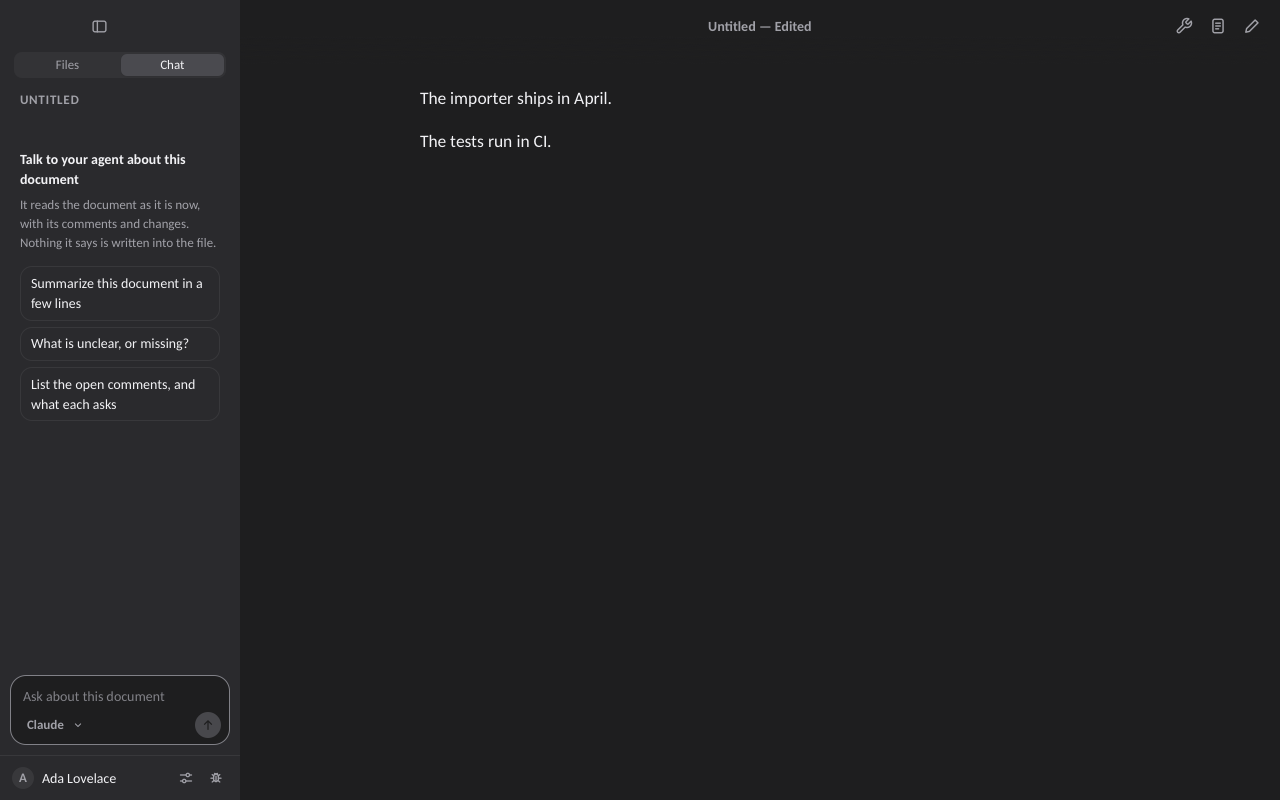 Untitled — Edited
Files
Chat
UNTITLED
Talk to your agent about this
document
It reads the document as it is now,
with its comments and changes.
Nothing it says is written into the file.
Summarize this document in a
few lines
What is unclear, or missing?
List the open comments, and
what each asks
Ask about this document
Claude
A
Ada Lovelace
The importer ships in April.
The tests run in CI.